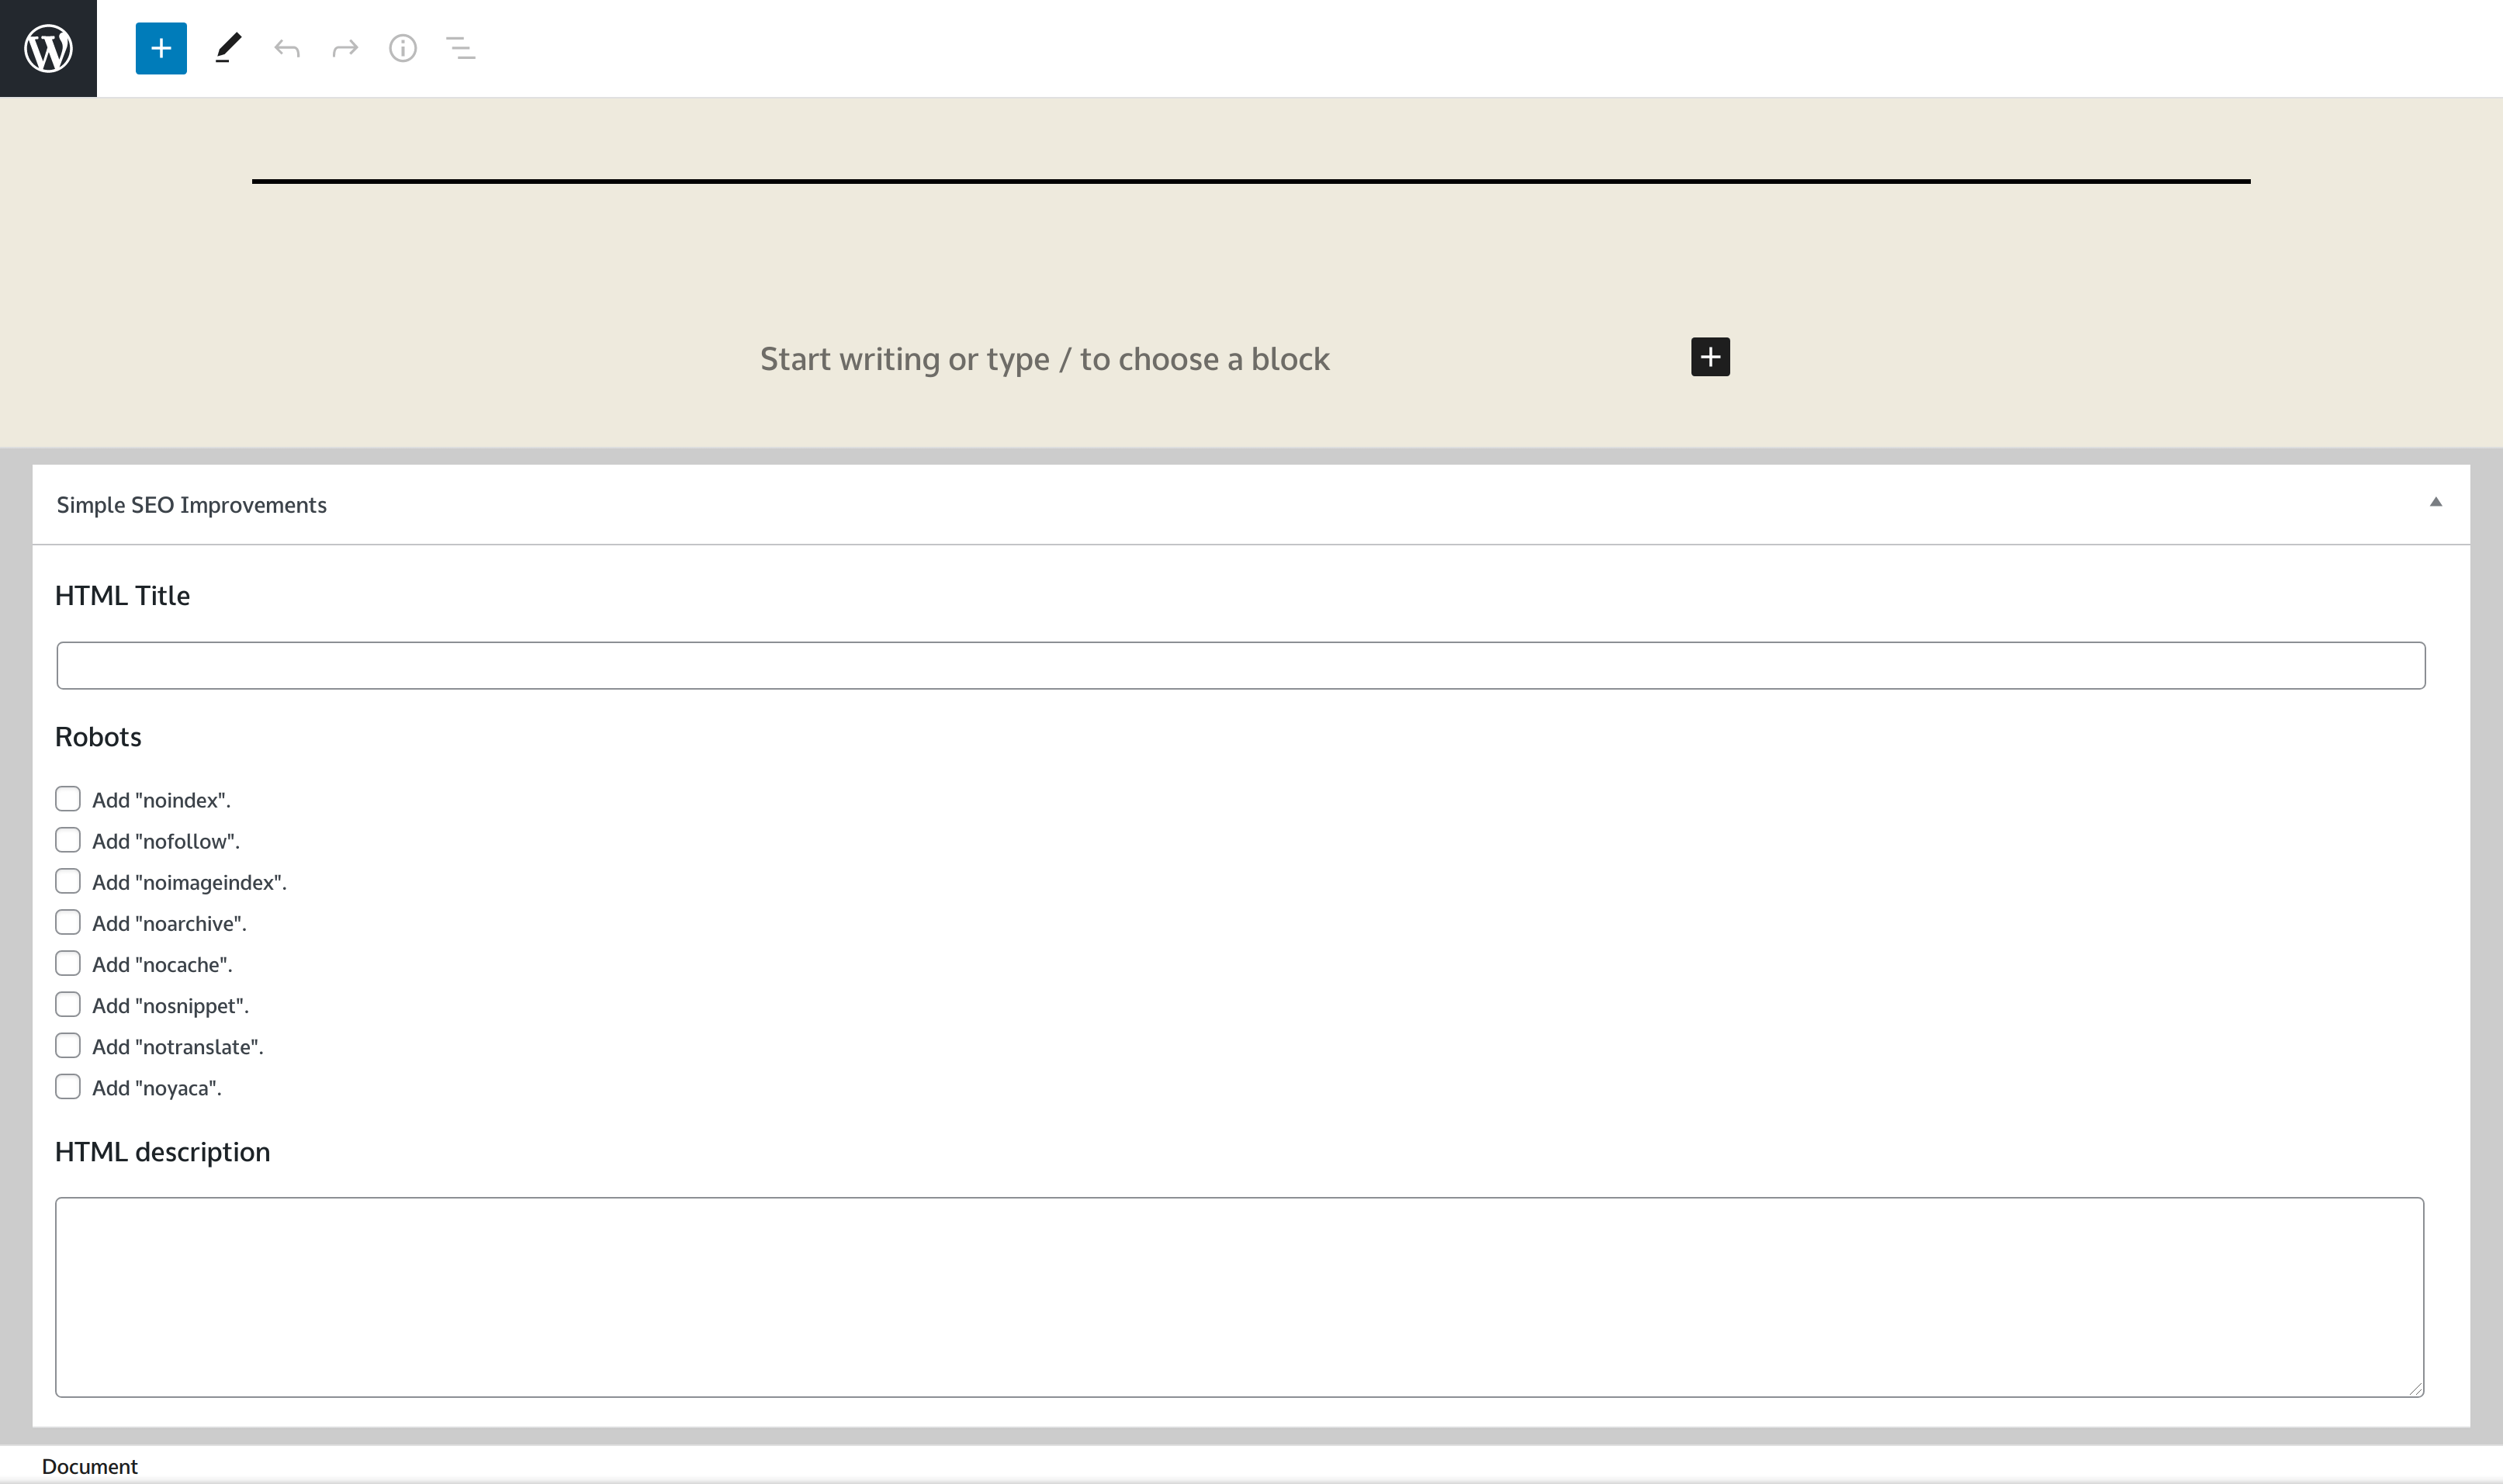 Start writing or type / to choose a block
Simple SEO Improvements
HTML Title
Robots
Add "noindex".
Add "nofollow".
Add "noimageindex".
Add "noarchive".
Add "nocache".
Add "nosnippet".
Add "notranslate".
Add "noyaca".
HTML description
Document